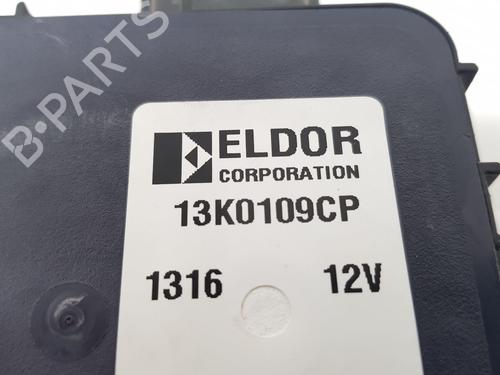 B-PARTS
ELDOR
CORPORATION
13K0109CP
1316 12V